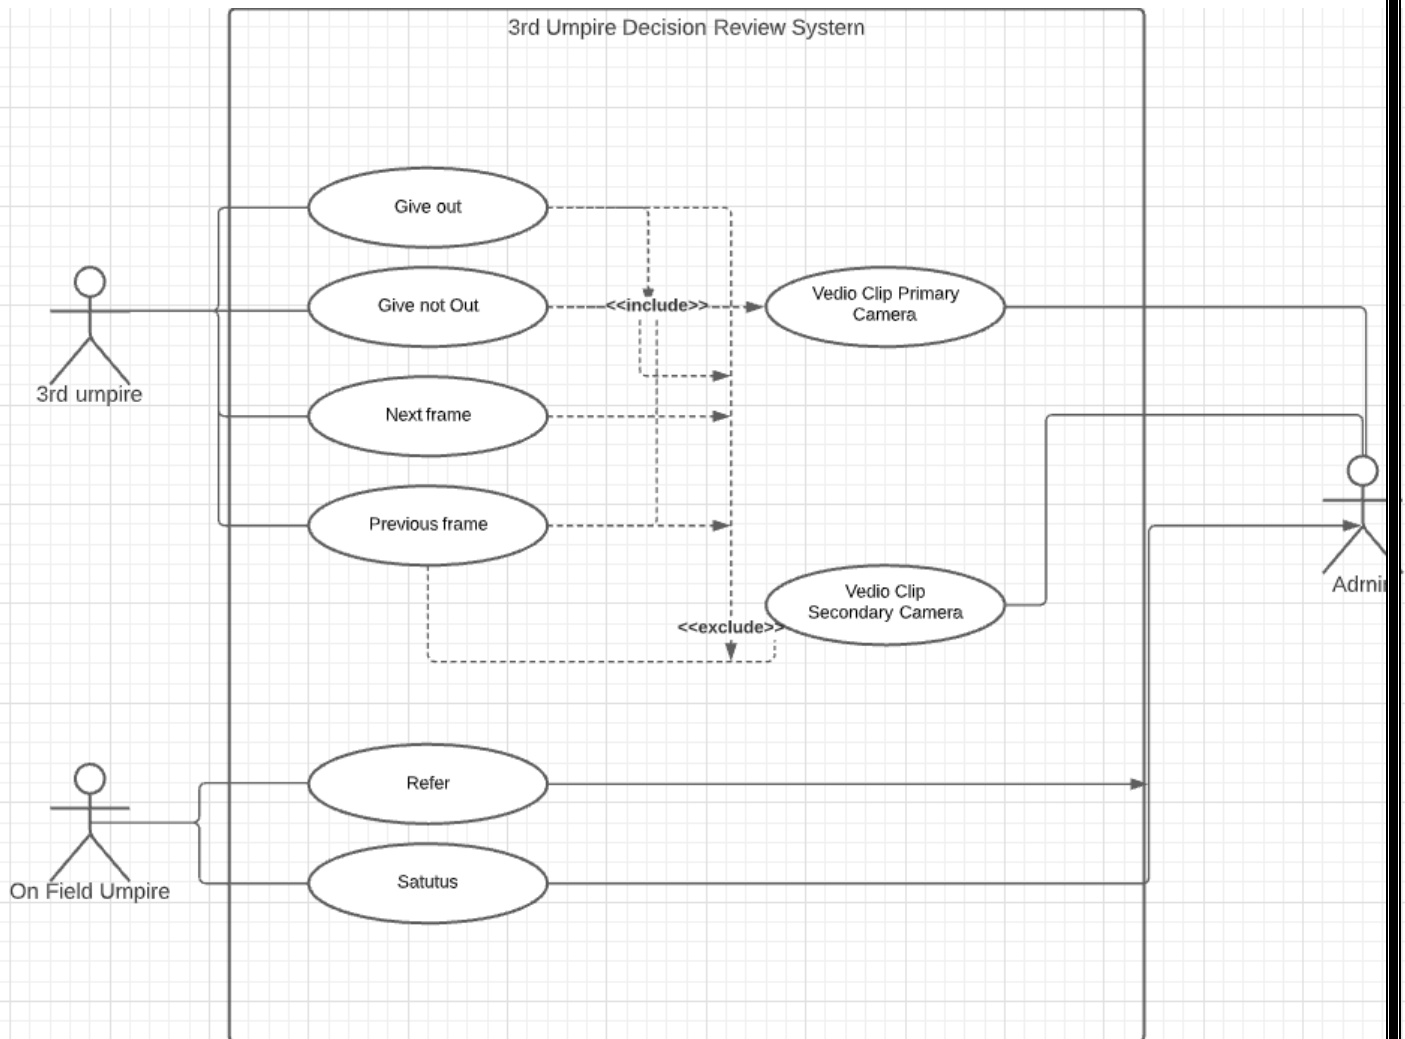 3rd Umpire Decision Review System
Give out
Give not Out
<<include>>
Vedio Clip Primary
Camera
3rd umpire
Next frame
Previous frame
Vedio Clip
Secondary Camera
<<exclude>>
Refer
On Field Umpire
Satutus